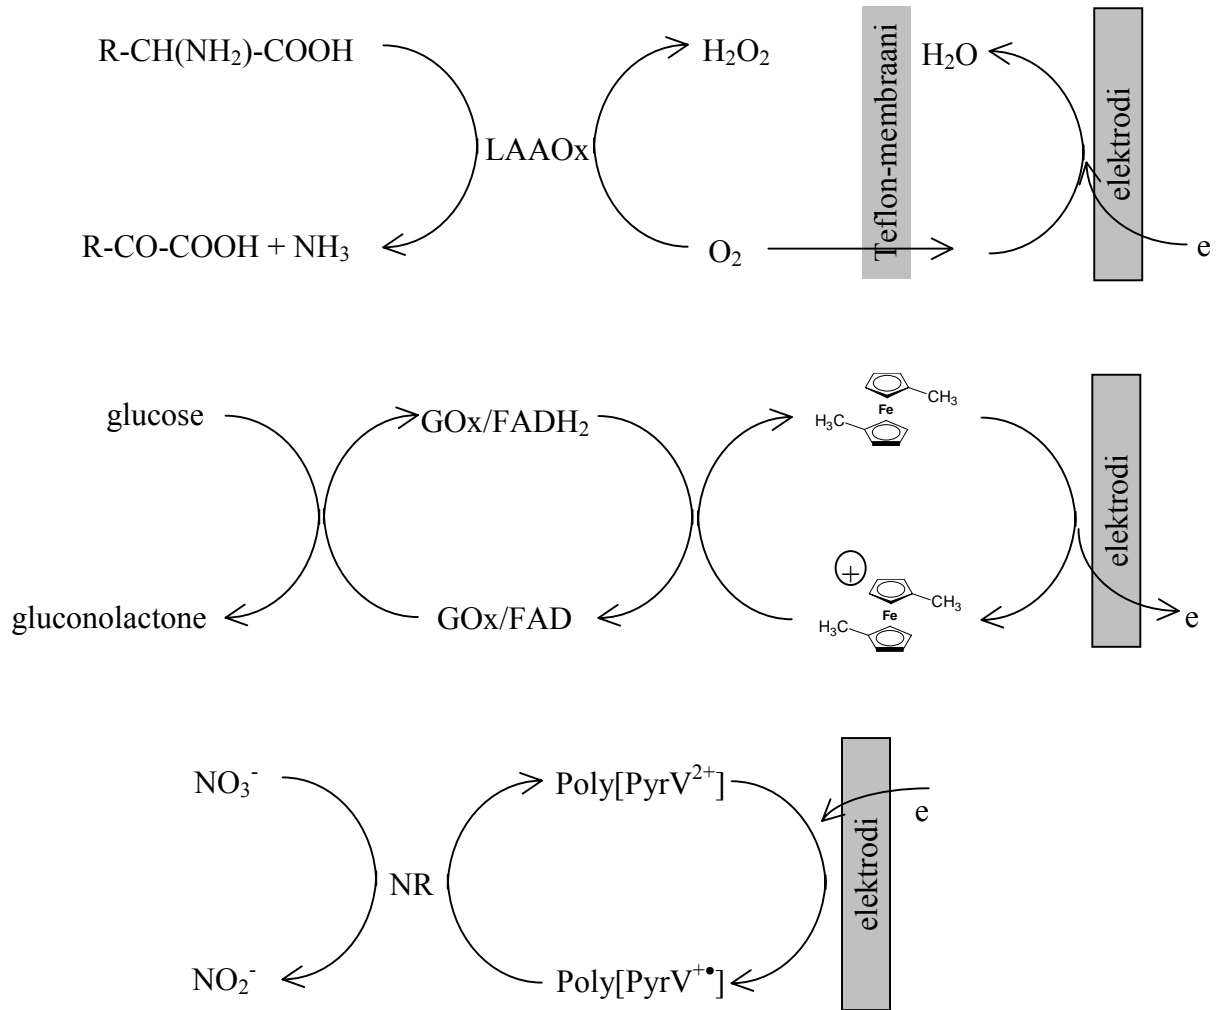 R-CH(NH₂)-COOH
H₂O₂
H₂O
LAAOx
Teflon-membraani
elektrodi
R-CO-COOH + NH₃
O₂
e
glucose
GOx/FADH₂
Fe
CH₃
H₃C
elektrodi
gluconolactone
GOx/FAD
+
Fe
CH₃
H₃C
e
NO₃⁻
Poly[PyrV²⁺]
e
NR
elektrodi
NO₂⁻
Poly[PyrV⁺•]